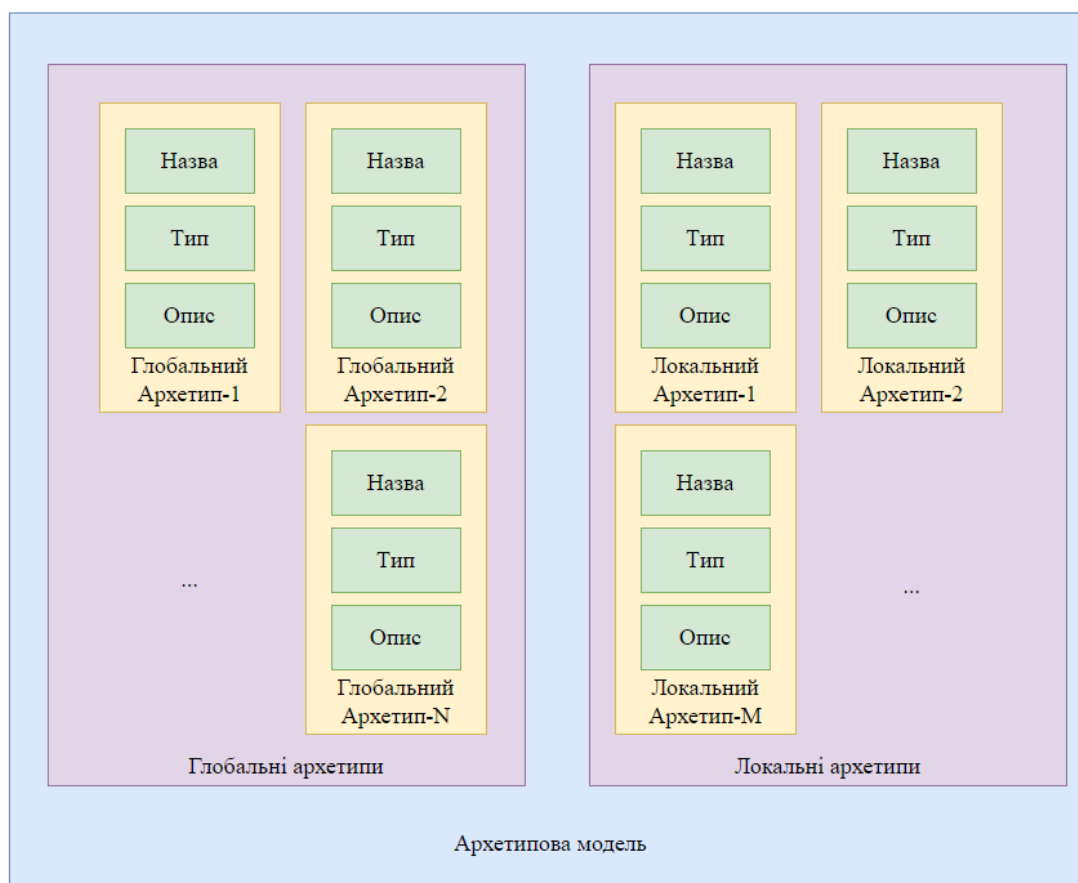 Назва
Тип
Опис
Глобальний
Архетип-1
Назва
Тип
Опис
Глобальний
Архетип-2
...
Назва
Тип
Опис
Глобальний
Архетип-N
Глобальні архетипи
Назва
Тип
Опис
Локальний
Архетип-1
Назва
Тип
Опис
Локальний
Архетип-2
Назва
Тип
Опис
Локальний
Архетип-M
...
Локальні архетипи
Архетипова модель